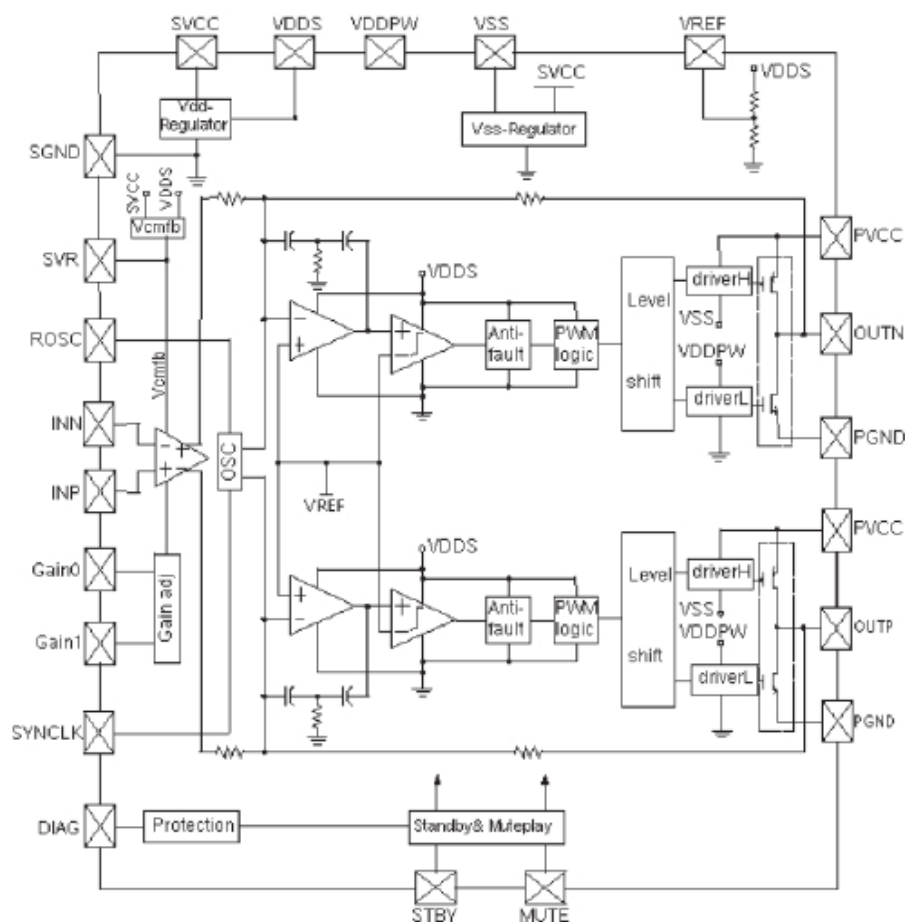 SVCC VDDS VDDPW VSS VREF
SVCC
VDDS
Vdd-
Regulator
Vss-Regulator
SGND
SVCC
VDDS
Vcmfb
SVR
PVCC
VDDS
Level
shift
driverH
VSS
VDDPW
driverL
ROSC
OUTN
Anti-
fault
PWM
logic
Vcmfb
INN
PGND
OSC
INP
VREF
PVCC
VDDS
Gain0
Gain adj
Level
shift
driverH
VSS
VDDPW
driverL
Anti-
fault
PWM
logic
Gain1
OUTP
SYNCLK
PGND
DIAG
Protection
Standby& Muteplay
STBY
MUTE